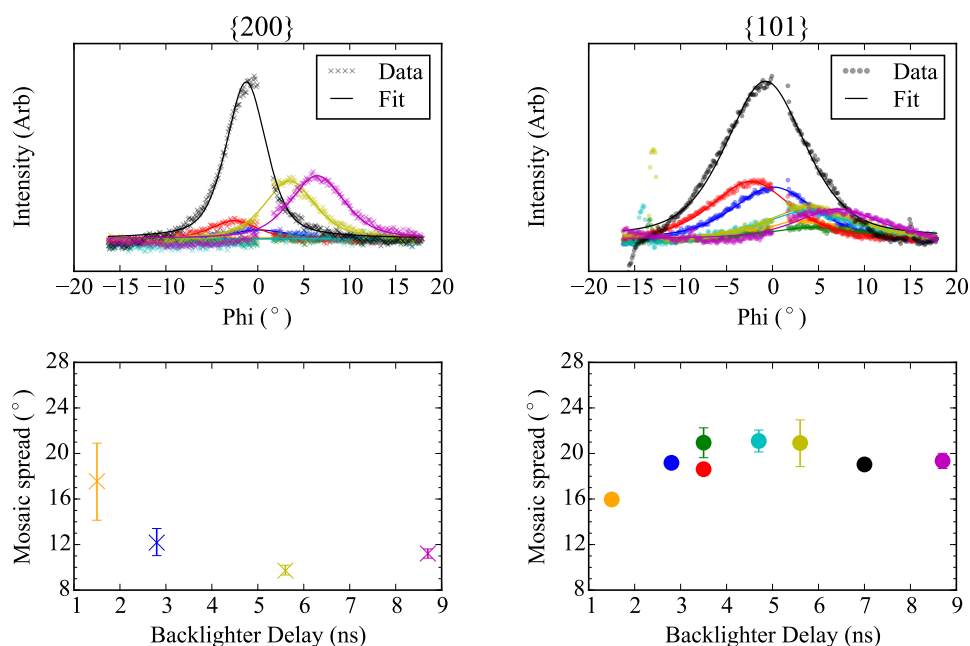 {200}
{101}
Intensity (Arb)
Data
Fit
−20 −15 −10 −5 0 5 10 15 20
Phi (°)
Intensity (Arb)
Data
Fit
−20 −15 −10 −5 0 5 10 15 20
Phi (°)
Mosaic spread (°)
28
24
20
16
12
8
1 2 3 4 5 6 7 8 9
Backlighter Delay (ns)
Mosaic spread (°)
28
24
20
16
12
8
1 2 3 4 5 6 7 8 9
Backlighter Delay (ns)